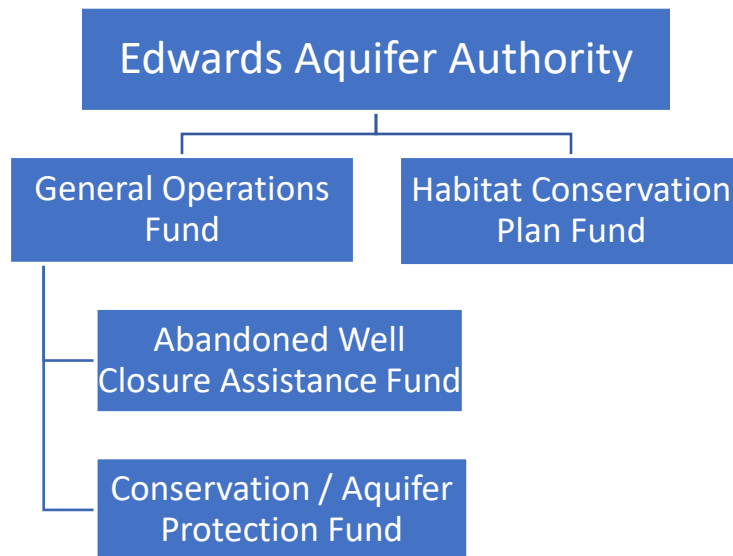 Edwards Aquifer Authority
General Operations
Fund
Habitat Conservation
Plan Fund
Abandoned Well
Closure Assistance Fund
Conservation / Aquifer
Protection Fund